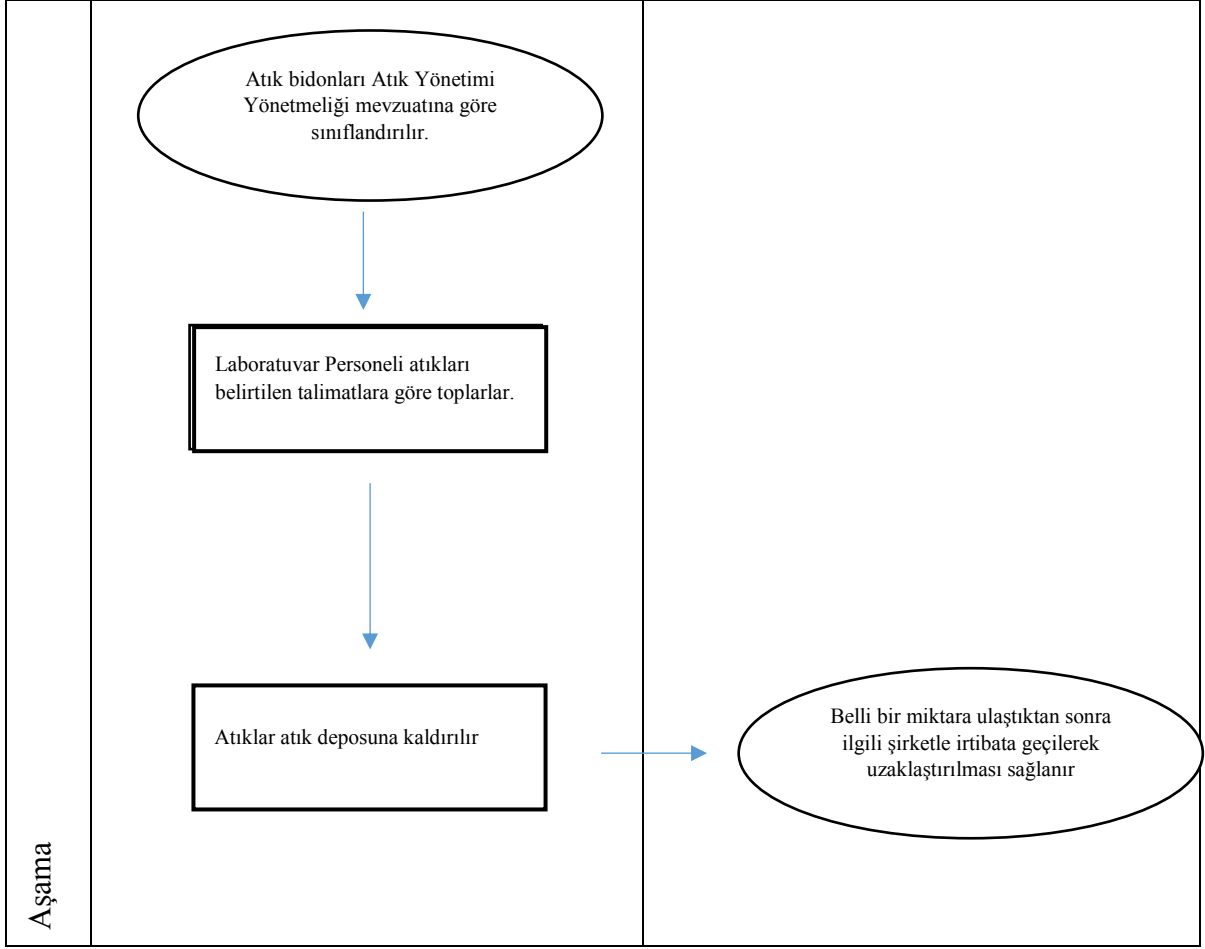 Atık bidonları Atık Yönetimi
Yönetmeliği mevzuatına göre
sınıflandırılır.
Laboratuvar Personeli atıkları
belirtilen talimatlara göre toplarlar.
Atıklar atık deposuna kaldırılır
Belli bir miktara ulaştıktan sonra
ilgili şirketle irtibata geçilerek
uzaklaştırılması sağlanır
Aşama